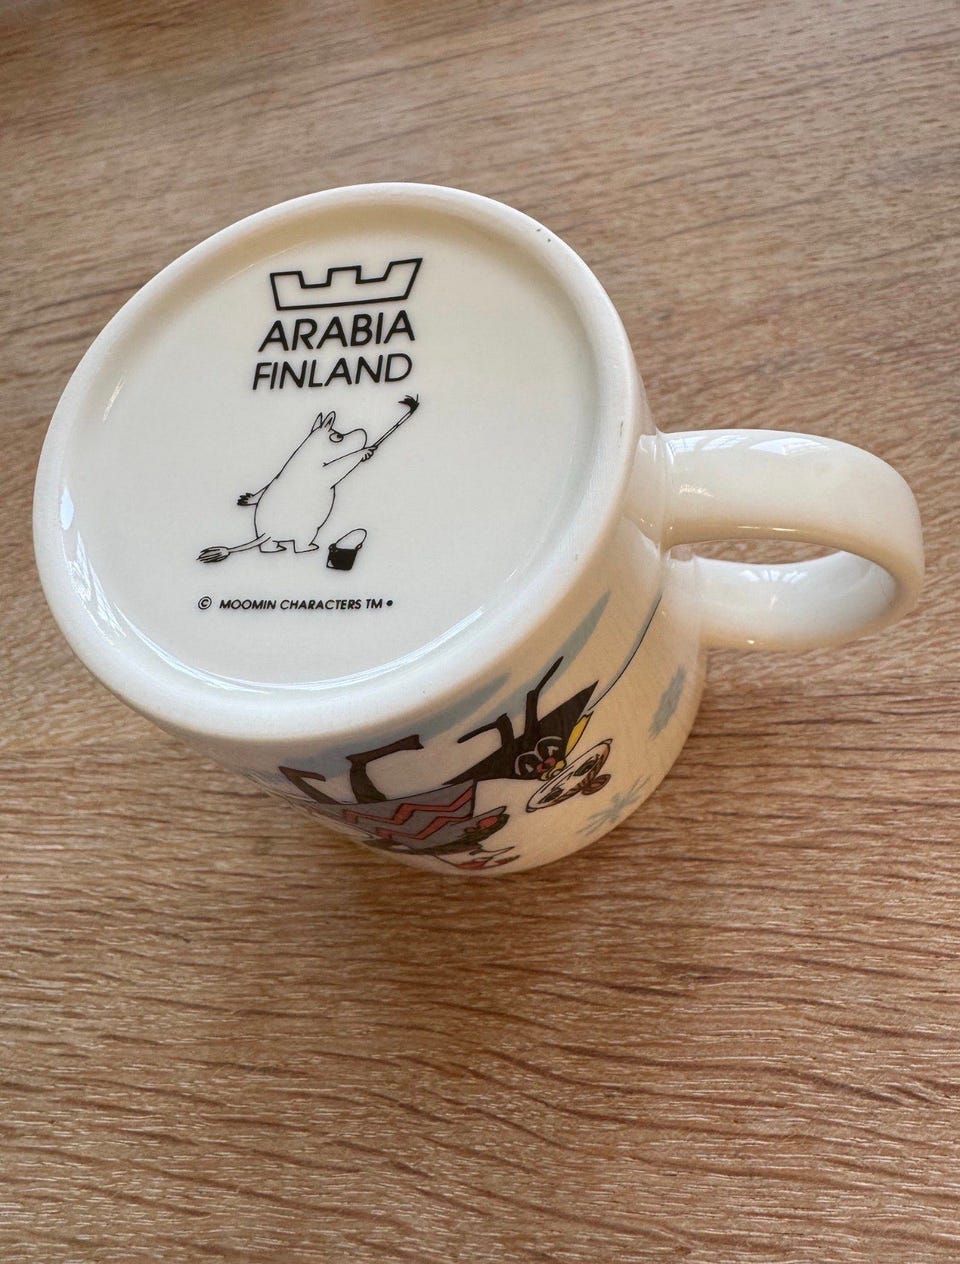 ARABIA
FINLAND
© MOOMIN CHARACTERS TM •